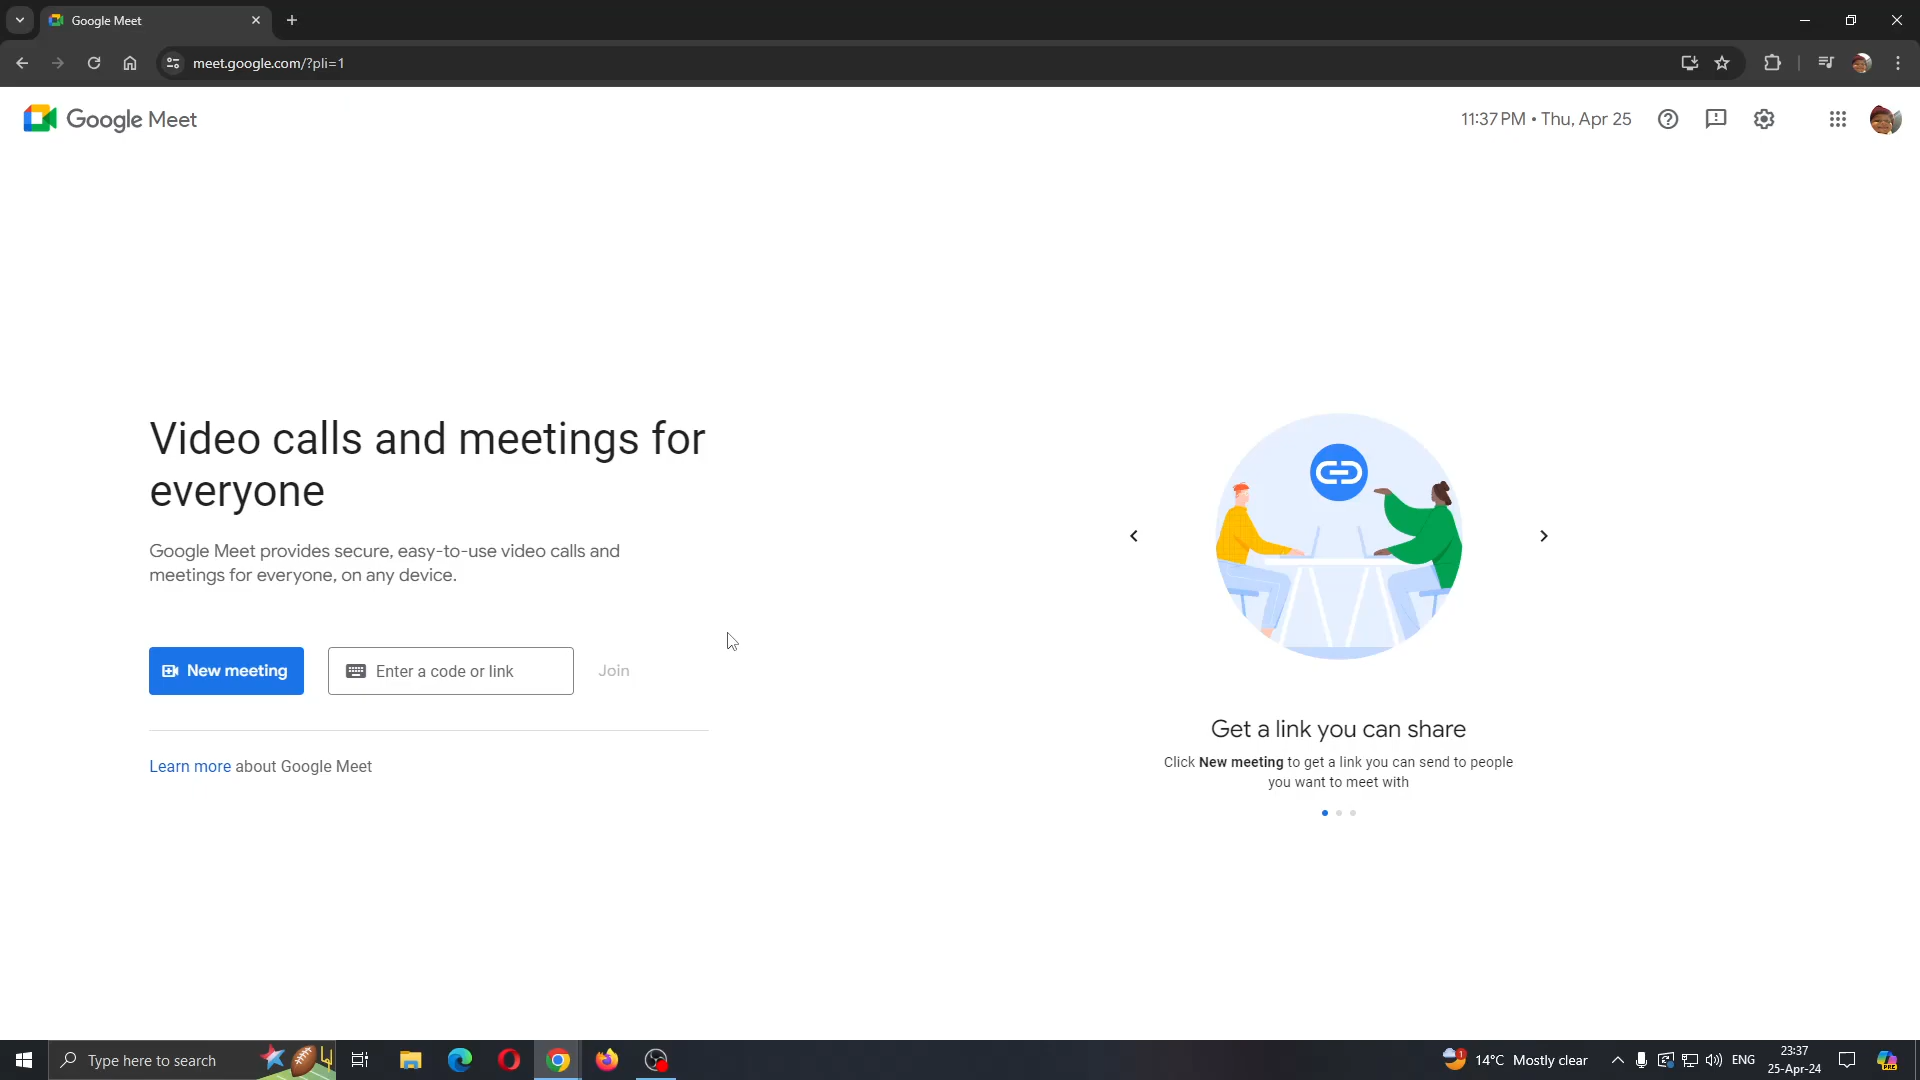 Google Meet
meet.google.com/?pli=1
Google Meet
11:37 PM • Thu, Apr 25
Video calls and meetings for
everyone
Google Meet provides secure, easy-to-use video calls and
meetings for everyone, on any device.
New meeting
Enter a code or link
Join
Learn more about Google Meet
Get a link you can share
Click New meeting to get a link you can send to people
you want to meet with
Type here to search
1
14°C Mostly clear
ENG
23:37
25-Apr-24
PRE